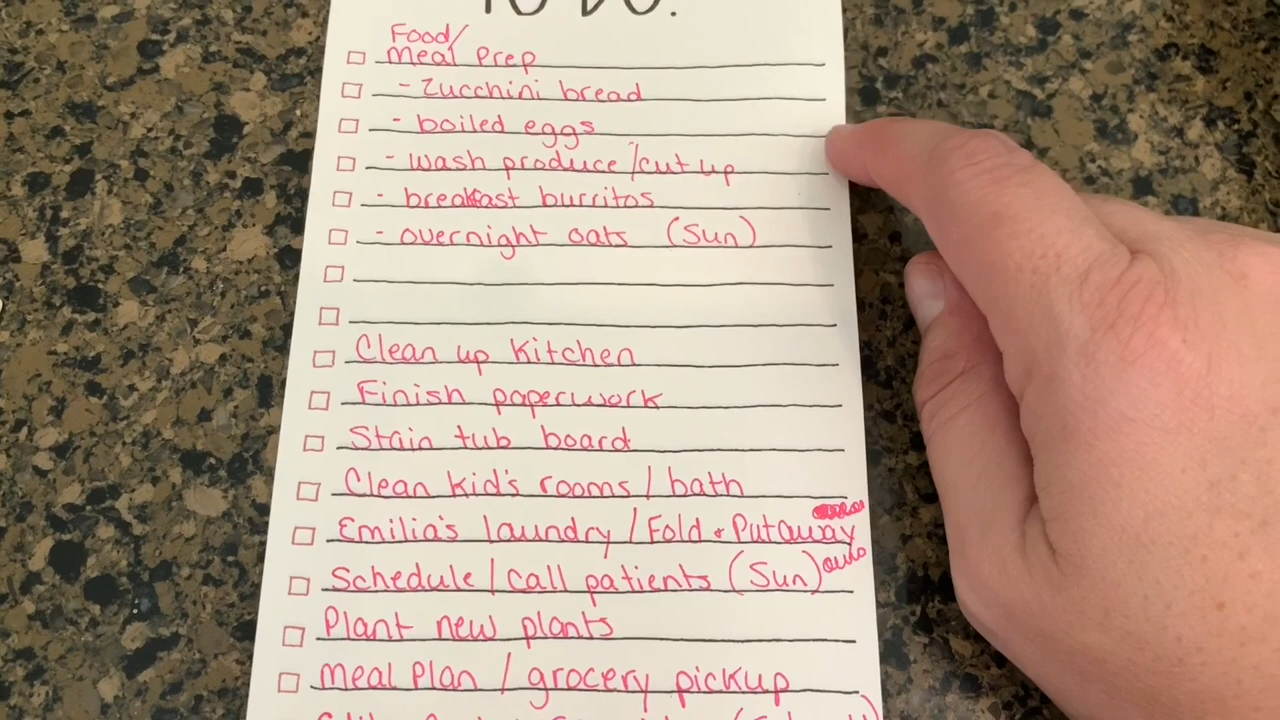 TO DO:
Food/
Meal Prep
- Zucchini bread
- boiled eggs
- wash produce/cut up
- breakfast burritos
- overnight oats (Sun)
Clean up Kitchen
Finish paperwork
Stain tub board
Clean kid's rooms / bath
Emilia's laundry / Fold + Put away
Schedule / call patients (Sun)
Plant new plants
Meal Plan / grocery pickup